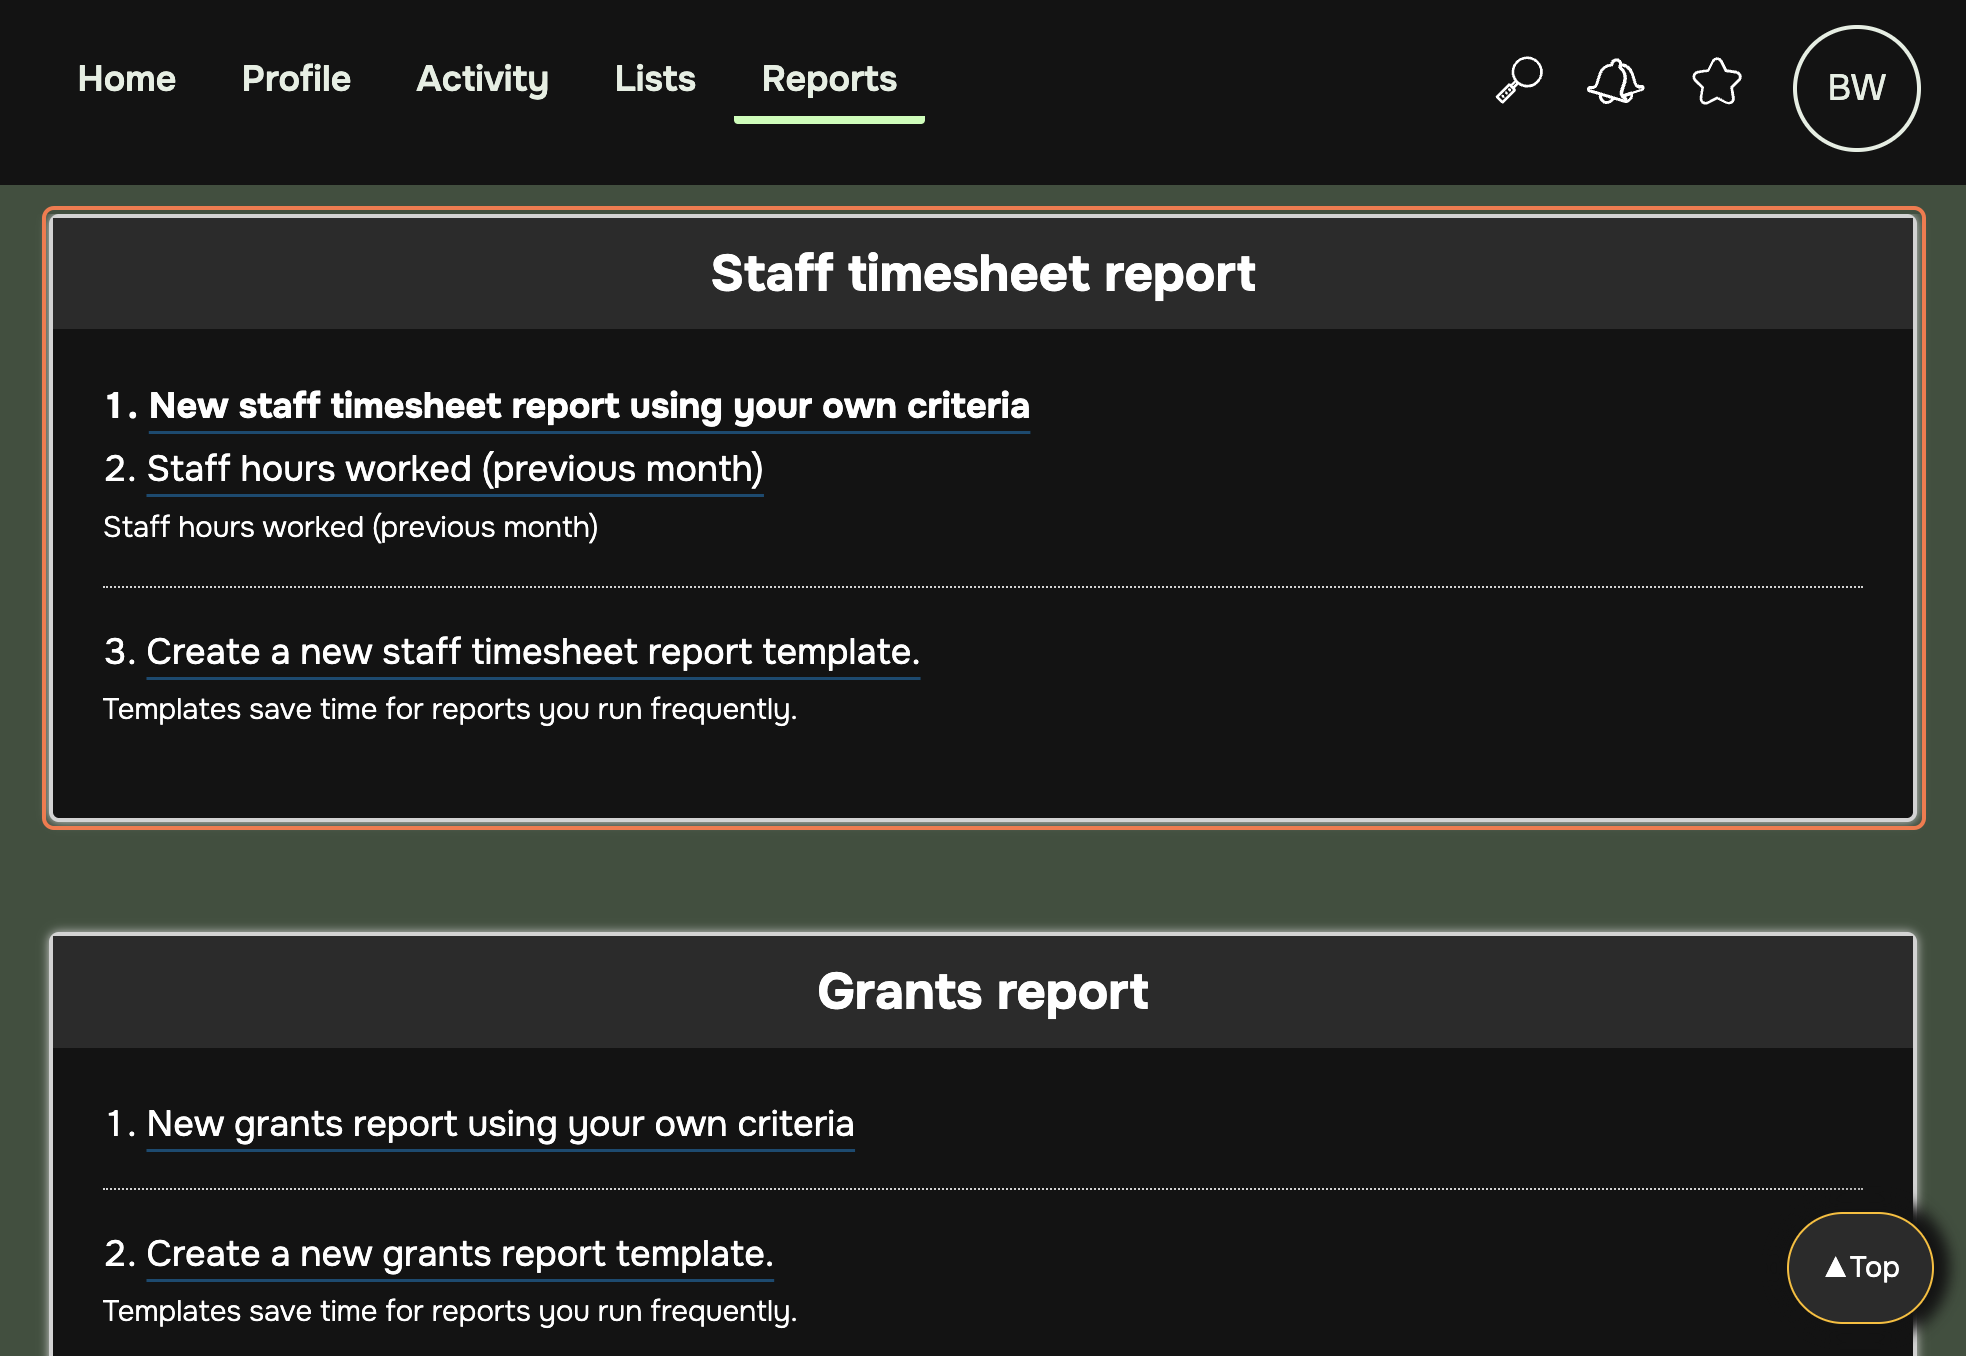 Home Profile Activity Lists Reports BW
Staff timesheet report
1. New staff timesheet report using your own criteria
2. Staff hours worked (previous month)
Staff hours worked (previous month)
3. Create a new staff timesheet report template.
Templates save time for reports you run frequently.
Grants report
1. New grants report using your own criteria
2. Create a new grants report template.
Templates save time for reports you run frequently.
▲Top